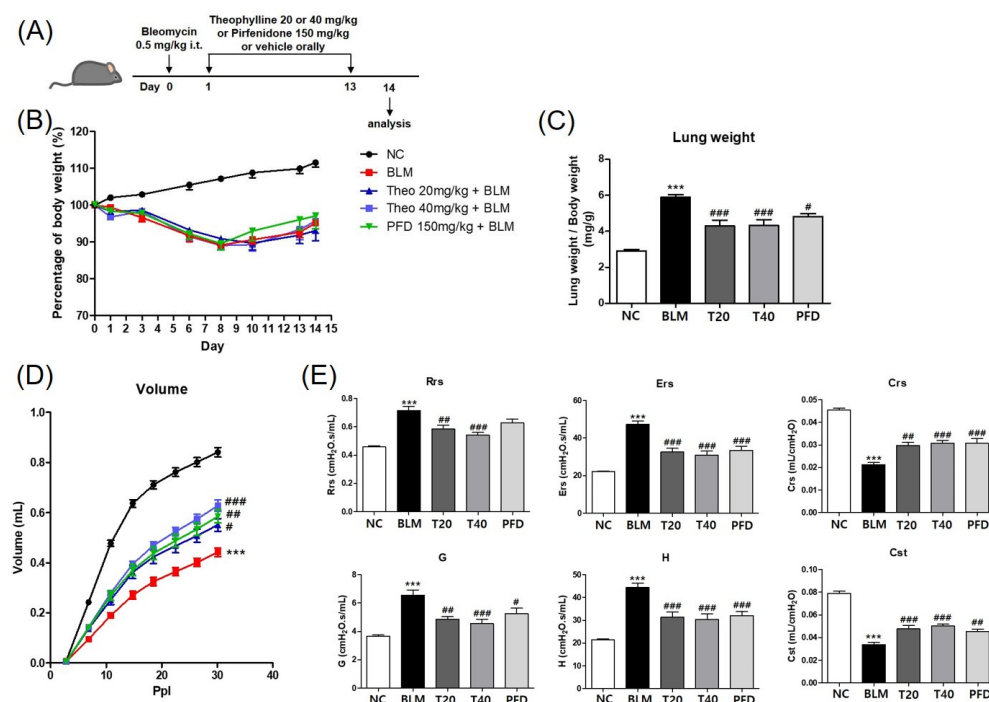 (A)
Bleomycin
0.5 mg/kg i.t.
Theophylline 20 or 40 mg/kg
or Pirfenidone 150 mg/kg
or vehicle orally
Day 0 1 13 14
analysis
(B)
Percentage of body weight (%)
120
110
100
90
80
70
0 1 2 3 4 5 6 7 8 9 10 11 12 13 14 15
Day
NC
BLM
Theo 20mg/kg + BLM
Theo 40mg/kg + BLM
PFD 150mg/kg + BLM
(C)
Lung weight
Lung weight / Body weight
(mg/g)
8
6
4
2
0
***
###
###
#
NC BLM T20 T40 PFD
(D)
Volume
Volume (mL)
1.0
0.8
0.6
0.4
0.2
0.0
###
##
#
***
0 10 20 30 40
Ppl
(E)
Rrs
Rrs (cmH2O.s/mL)
0.8
0.6
0.4
0.2
0.0
***
##
###
NC BLM T20 T40 PFD
Ers
Ers (cmH2O.s/mL)
60
40
20
0
***
###
###
###
NC BLM T20 T40 PFD
Crs
Crs (mL/cmH2O)
0.05
0.04
0.03
0.02
0.01
0.00
***
##
###
###
NC BLM T20 T40 PFD
G
G (cmH2O.s/mL)
8
6
4
2
0
***
##
###
#
NC BLM T20 T40 PFD
H
H (cmH2O.s/mL)
50
40
30
20
10
0
***
###
###
###
NC BLM T20 T40 PFD
Cst
Cst (mL/cmH2O)
0.10
0.08
0.06
0.04
0.02
0.00
***
###
###
##
NC BLM T20 T40 PFD